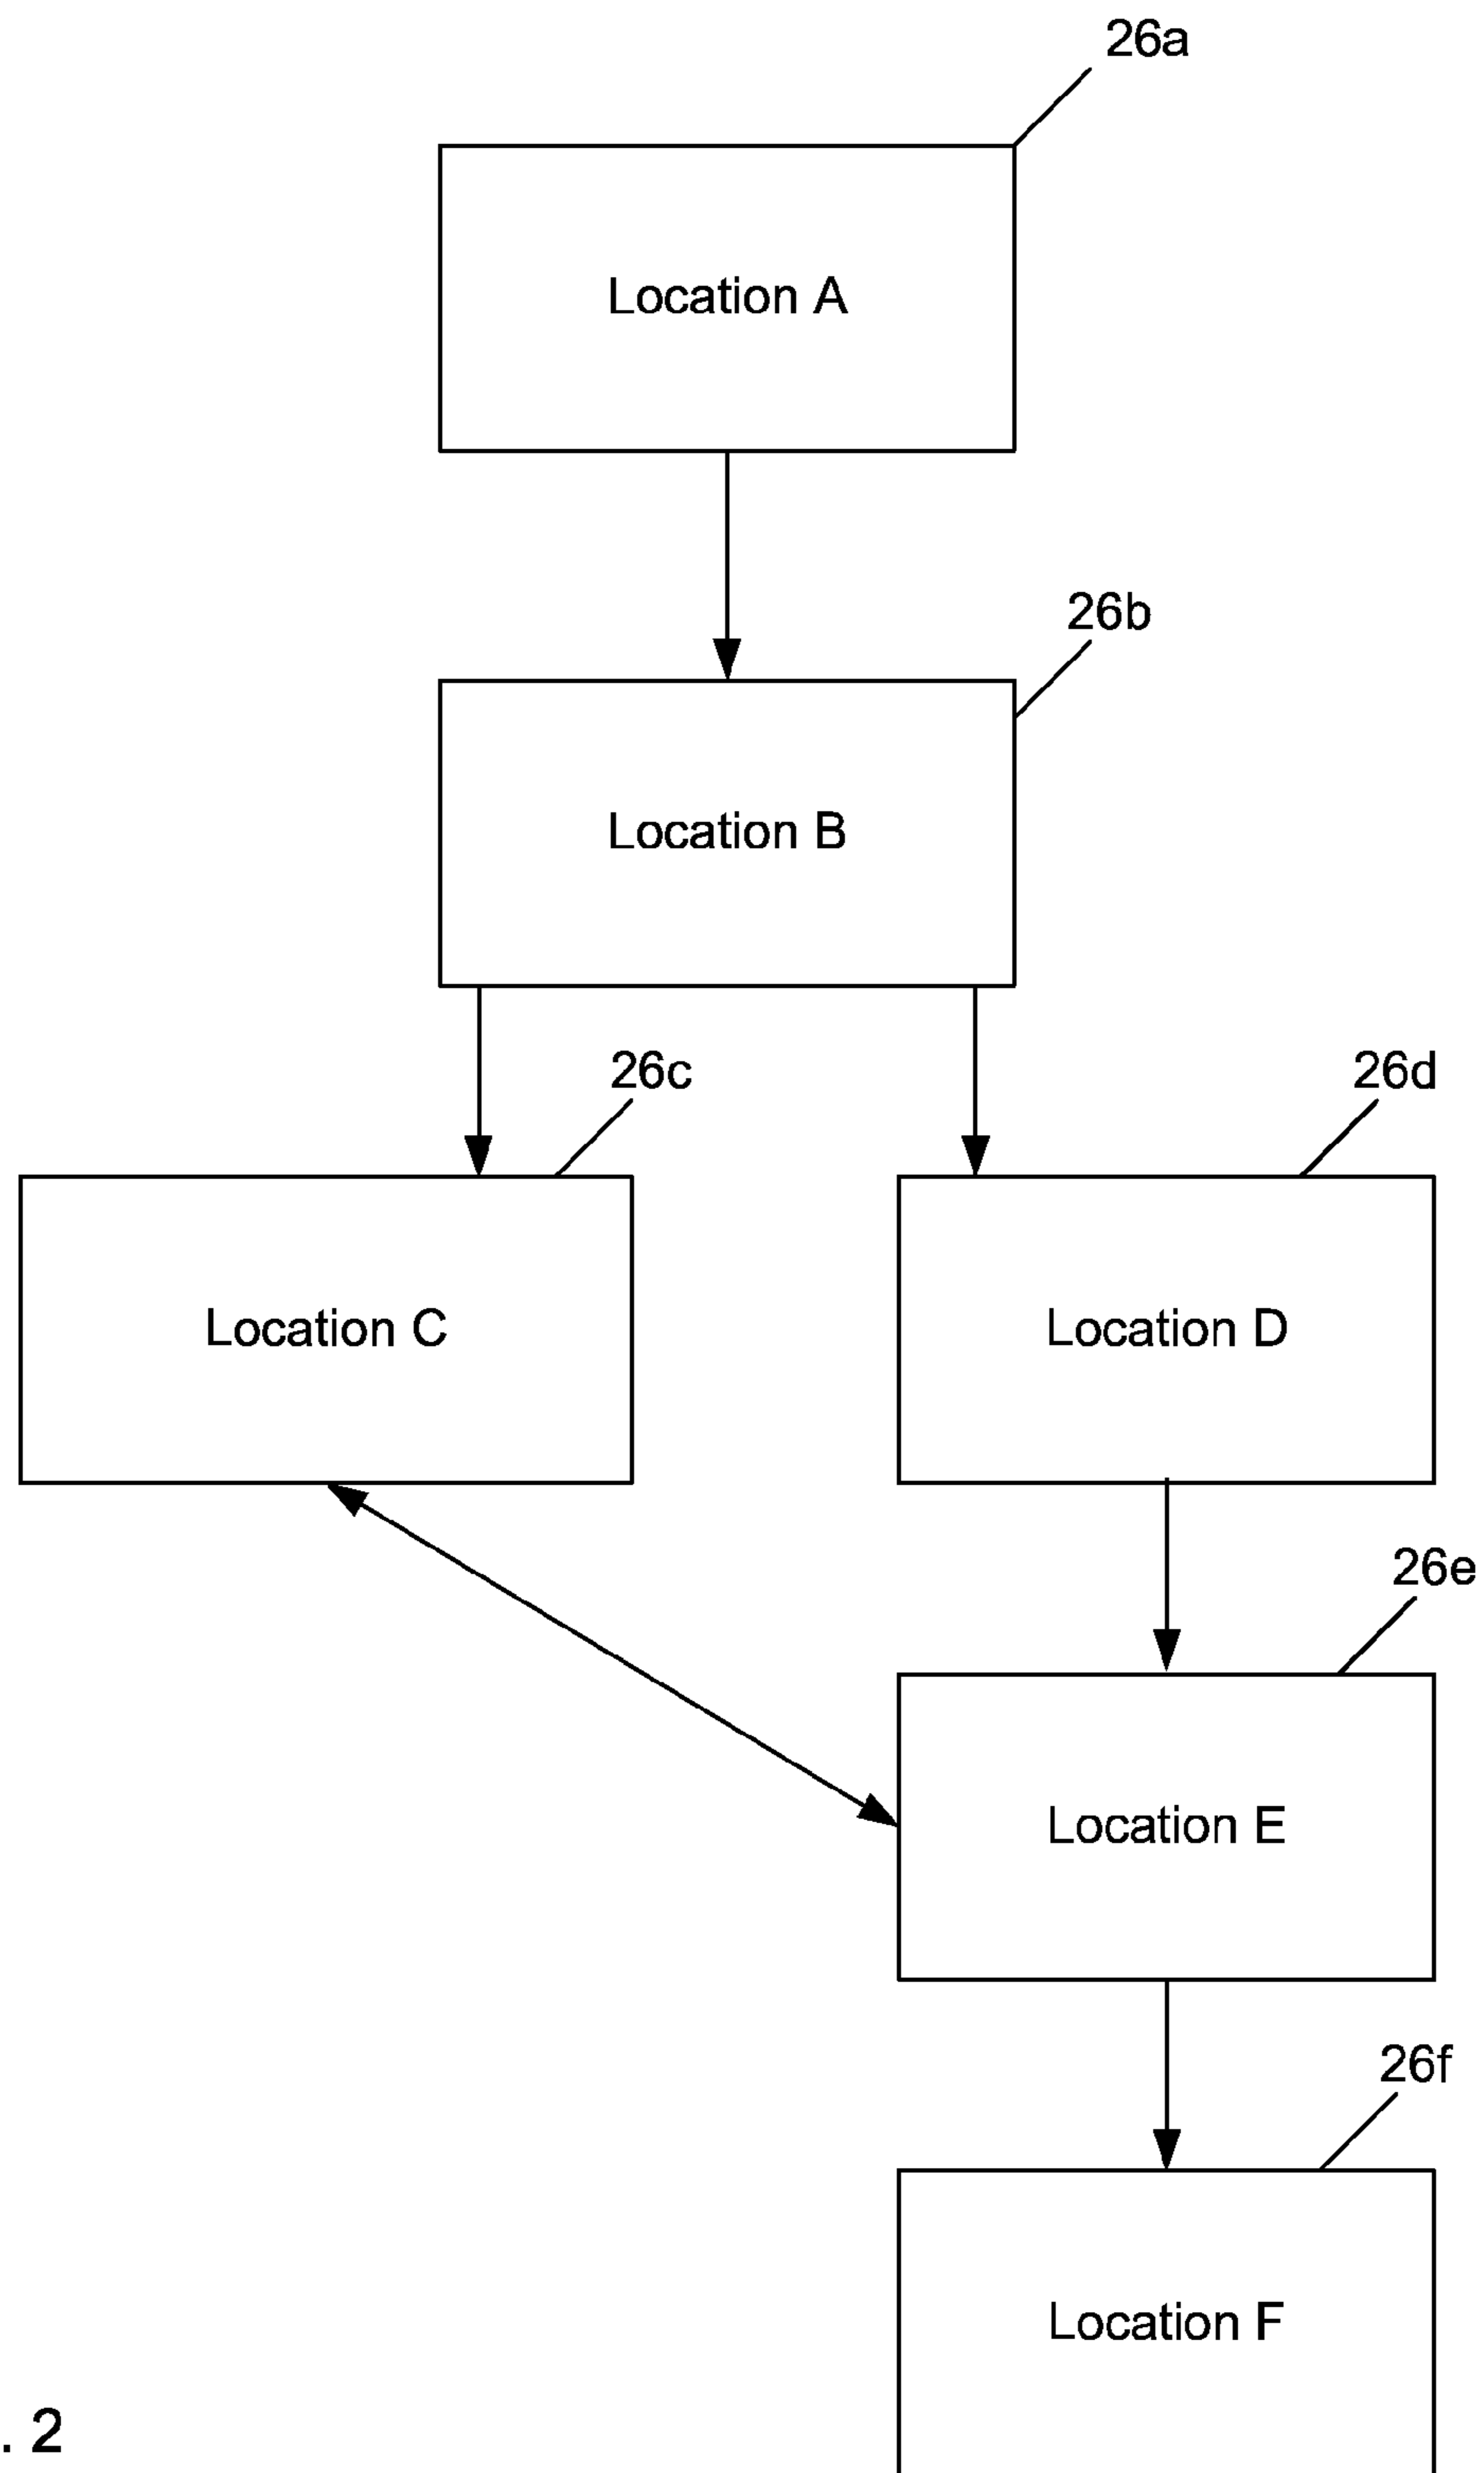 26a
Location A
26b
Location B
26c
26d
Location C
Location D
26e
Location E
26f
Location F
. 2